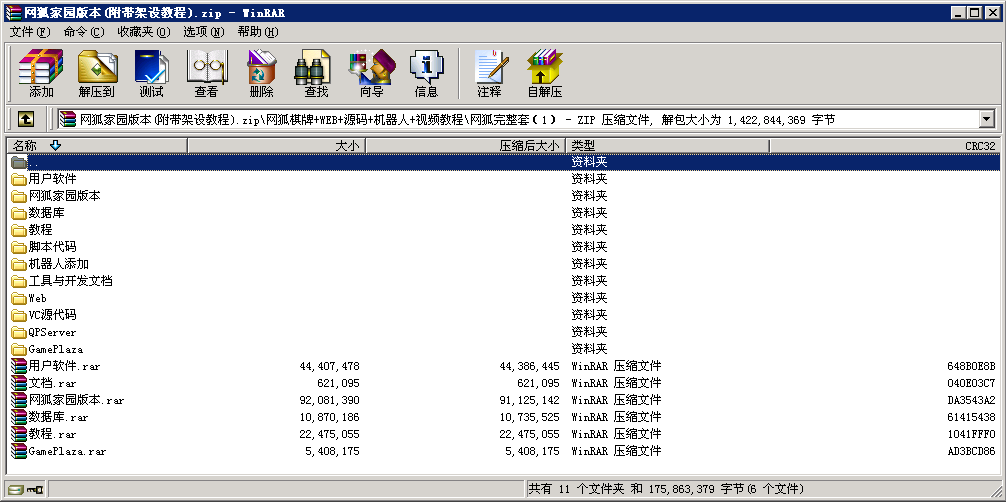 网狐家园版本(附带架设教程).zip - WinRAR
文件(F) 命令(C) 收藏夹(O) 选项(N) 帮助(H)
添加 解压到 测试 查看 删除 查找 向导 信息 注释 自解压
网狐家园版本(附带架设教程).zip\网狐棋牌+WEB+源码+机器人+视频教程\网狐完整套(1) - ZIP 压缩文件, 解包大小为 1,422,844,369 字节
名称 大小 压缩后大小 类型 CRC32
.. 资料夹
用户软件 资料夹
网狐家园版本 资料夹
数据库 资料夹
教程 资料夹
脚本代码 资料夹
机器人添加 资料夹
工具与开发文档 资料夹
Web 资料夹
VC源代码 资料夹
QPServer 资料夹
GamePlaza 资料夹
用户软件.rar 44,407,478 44,386,445 WinRAR 压缩文件 648B0E8B
文档.rar 621,095 621,095 WinRAR 压缩文件 040E03C7
网狐家园版本.rar 92,081,390 91,125,142 WinRAR 压缩文件 DA3543A2
数据库.rar 10,870,186 10,735,525 WinRAR 压缩文件 61415438
教程.rar 22,475,055 22,475,055 WinRAR 压缩文件 1041FFF0
GamePlaza.rar 5,408,175 5,408,175 WinRAR 压缩文件 AD3BCD86
共有 11 个文件夹 和 175,863,379 字节(6 个文件)